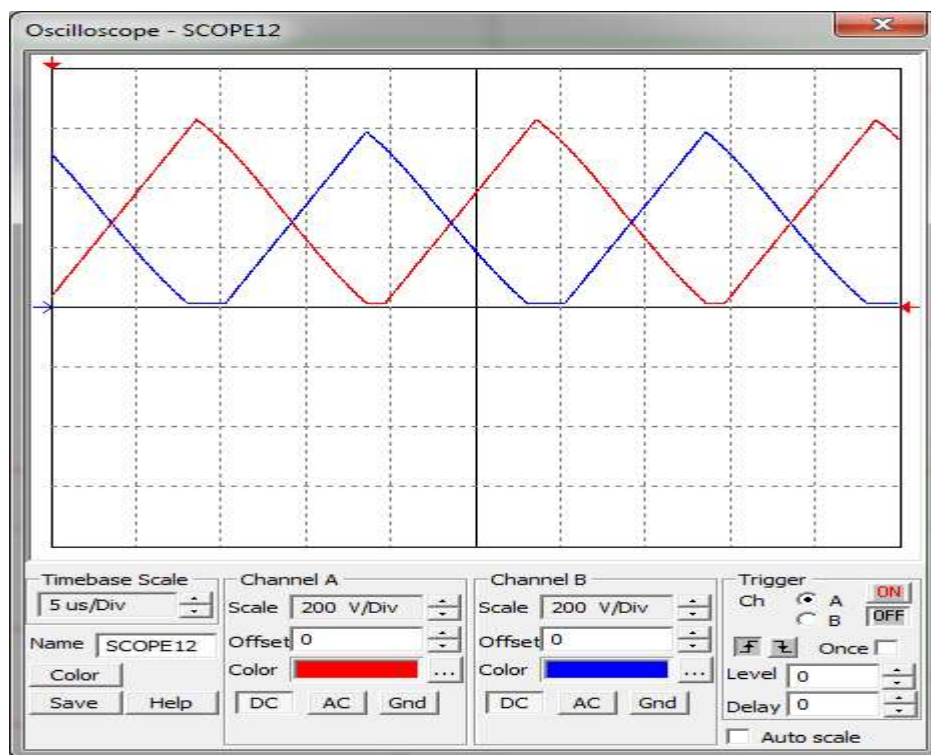 Oscilloscope - SCOPE12
Timebase Scale
5 us/Div
Name SCOPE12
Color
Save Help
Channel A
Scale 200 V/Div
Offset 0
Color ...
DC AC Gnd
Channel B
Scale 200 V/Div
Offset 0
Color ...
DC AC Gnd
Trigger
Ch A ON
B OFF
Once
Level 0
Delay 0
Auto scale